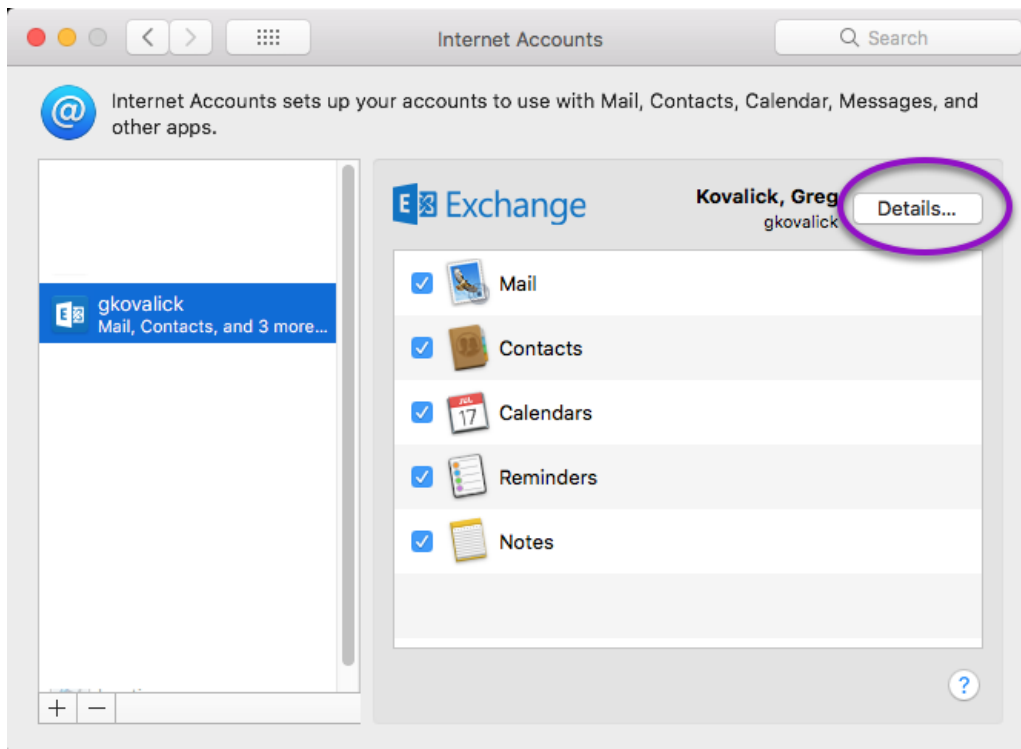 Internet Accounts
Search
Internet Accounts sets up your accounts to use with Mail, Contacts, Calendar, Messages, and
other apps.
gkovalick
Mail, Contacts, and 3 more...
E Exchange
Kovalick, Greg
gkovalick
Details...
Mail
Contacts
JUL
17
Calendars
Reminders
Notes
?